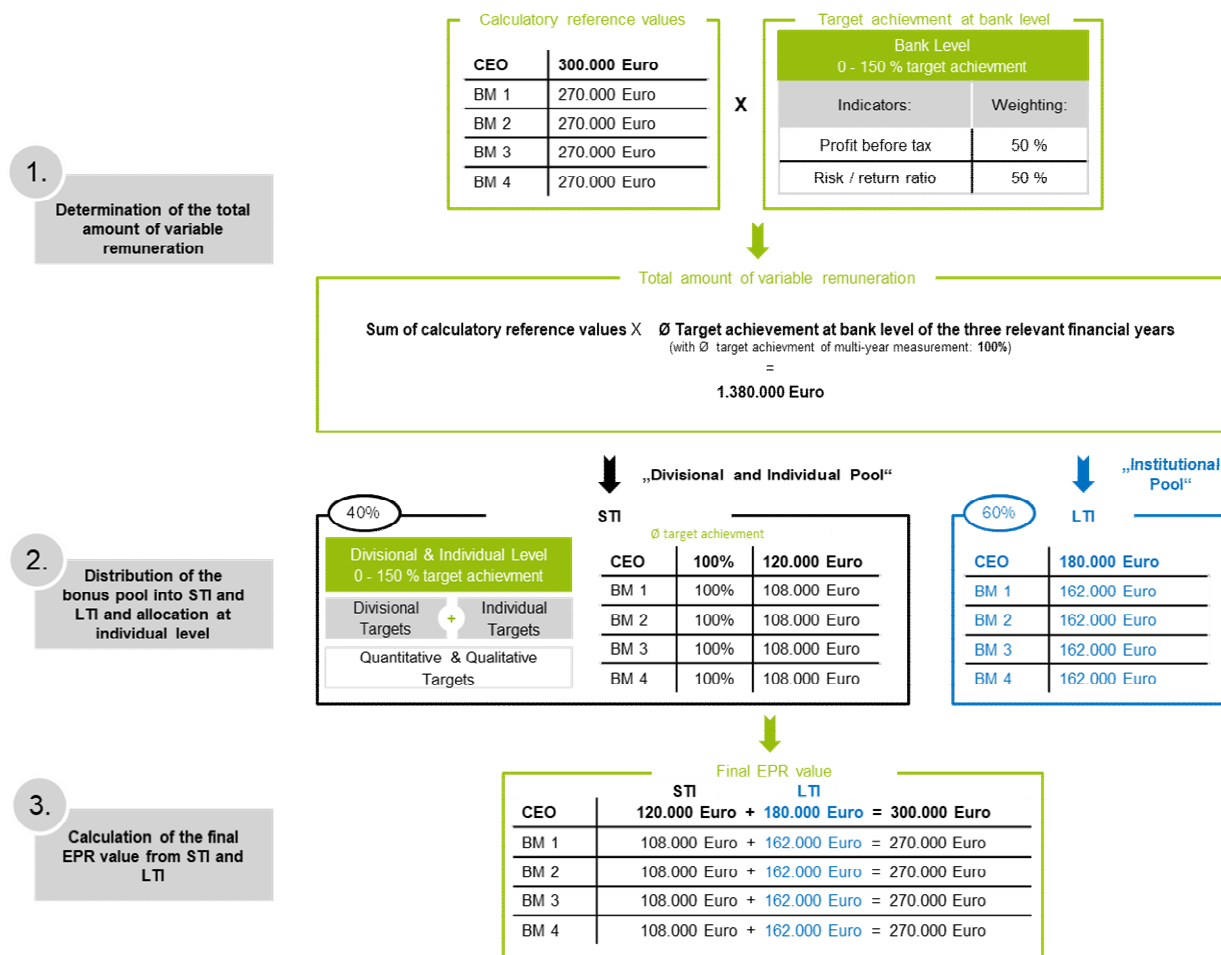 1.
Determination of the total
amount of variable
remuneration
Calculatory reference values
CEO 300.000 Euro
BM 1 270.000 Euro
BM 2 270.000 Euro
BM 3 270.000 Euro
BM 4 270.000 Euro
X
Target achievment at bank level
Bank Level
0 - 150 % target achievment
Indicators: Weighting:
Profit before tax 50 %
Risk / return ratio 50 %
Total amount of variable remuneration
Sum of calculatory reference values X Ø Target achievement at bank level of the three relevant financial years
(with Ø target achievment of multi-year measurement: 100%)
=
1.380.000 Euro
2.
Distribution of the
bonus pool into STI and
LTI and allocation at
individual level
„Divisional and Individual Pool“
40%
STI
Divisional & Individual Level
0 - 150 % target achievment
Divisional
Targets
+
Individual
Targets
Quantitative & Qualitative
Targets
Ø target achievment
CEO 100% 120.000 Euro
BM 1 100% 108.000 Euro
BM 2 100% 108.000 Euro
BM 3 100% 108.000 Euro
BM 4 100% 108.000 Euro
„Institutional
Pool“
60%
LTI
CEO 180.000 Euro
BM 1 162.000 Euro
BM 2 162.000 Euro
BM 3 162.000 Euro
BM 4 162.000 Euro
3.
Calculation of the final
EPR value from STI and
LTI
Final EPR value
STI LTI
CEO 120.000 Euro + 180.000 Euro = 300.000 Euro
BM 1 108.000 Euro + 162.000 Euro = 270.000 Euro
BM 2 108.000 Euro + 162.000 Euro = 270.000 Euro
BM 3 108.000 Euro + 162.000 Euro = 270.000 Euro
BM 4 108.000 Euro + 162.000 Euro = 270.000 Euro